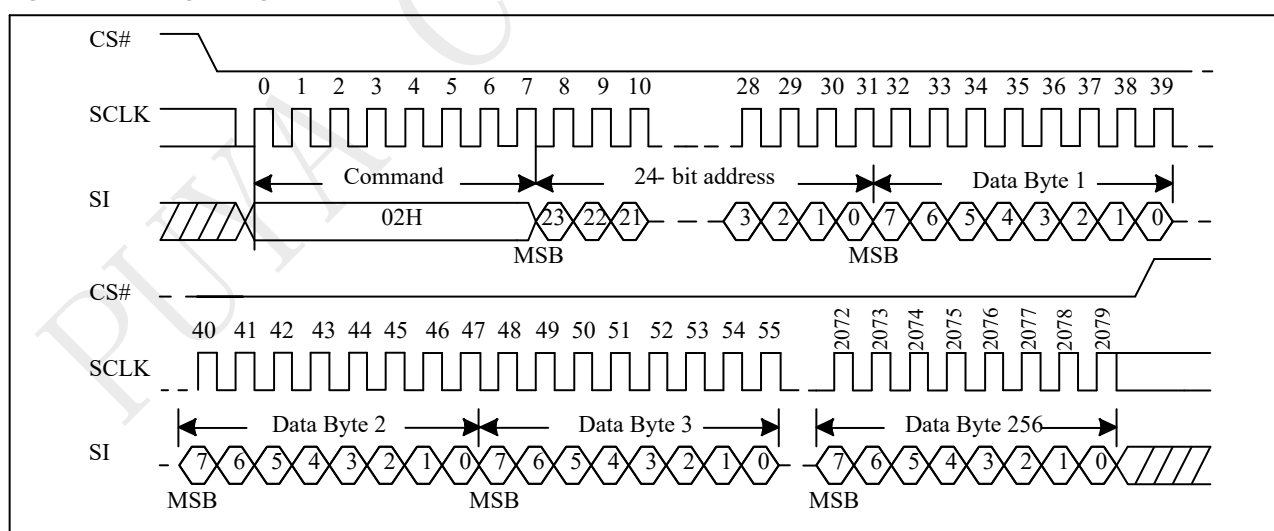 CS#
0 1 2 3 4 5 6 7 8 9 10 28 29 30 31 32 33 34 35 36 37 38 39
SCLK
Command 24- bit address Data Byte 1
SI
02H 23 22 21 3 2 1 0 7 6 5 4 3 2 1 0
MSB MSB
CS#
40 41 42 43 44 45 46 47 48 49 50 51 52 53 54 55 2072 2073 2074 2075 2076 2077 2078 2079
SCLK
Data Byte 2 Data Byte 3 Data Byte 256
SI
7 6 5 4 3 2 1 0 7 6 5 4 3 2 1 0 7 6 5 4 3 2 1 0
MSB MSB MSB
PUYA